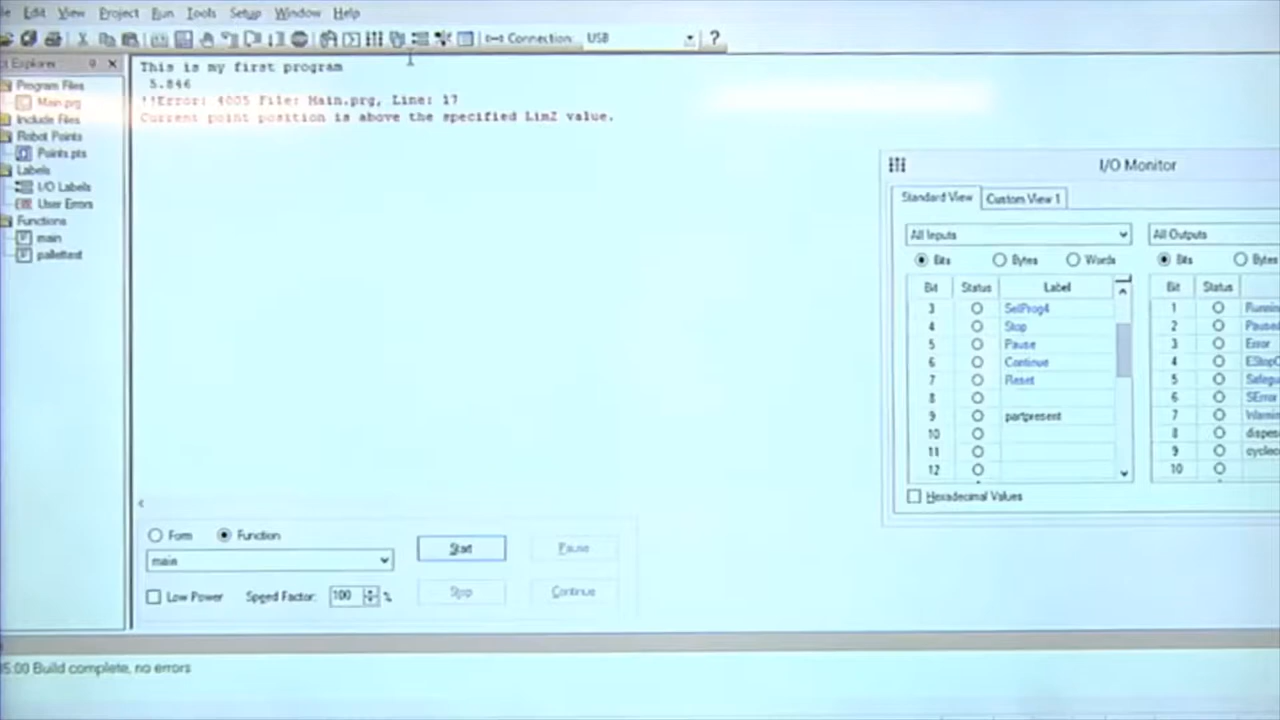 Edit View Project Run Tools Setup Window Help
Connection: USB ?
Explorer
This is my first program
5.846
!!Error: 4005 File: Main.prg, Line: 17
Current point position is above the specified LimZ value.
Program Files
Main.prg
Include Files
Robot Points
Points.pts
Labels
I/O Labels
User Errors
Functions
main
pallettest
I/O Monitor
Standard View Custom View 1
All Inputs All Outputs
Bits Bytes Words Bits Bytes
Bit Status Label Bit Status
3 SelProg4 1
4 Stop 2
5 Pause 3 Error
6 Continue 4
7 Reset 5
8 6 SError
9 partpresent 7
10 8
11 9
12 10
Hexadecimal Values
Form Function
main
Start Pause
Low Power Speed Factor: 100 %
Stop Continue
5:00 Build complete, no errors